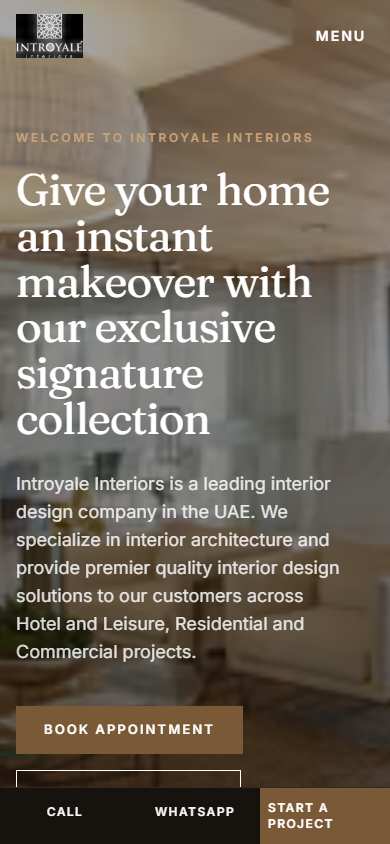 INTROYALE
interiors
MENU
WELCOME TO INTROYALE INTERIORS
Give your home
an instant
makeover with
our exclusive
signature
collection
Introyale Interiors is a leading interior
design company in the UAE. We
specialize in interior architecture and
provide premier quality interior design
solutions to our customers across
Hotel and Leisure, Residential and
Commercial projects.
BOOK APPOINTMENT
CALL
WHATSAPP
START A
PROJECT